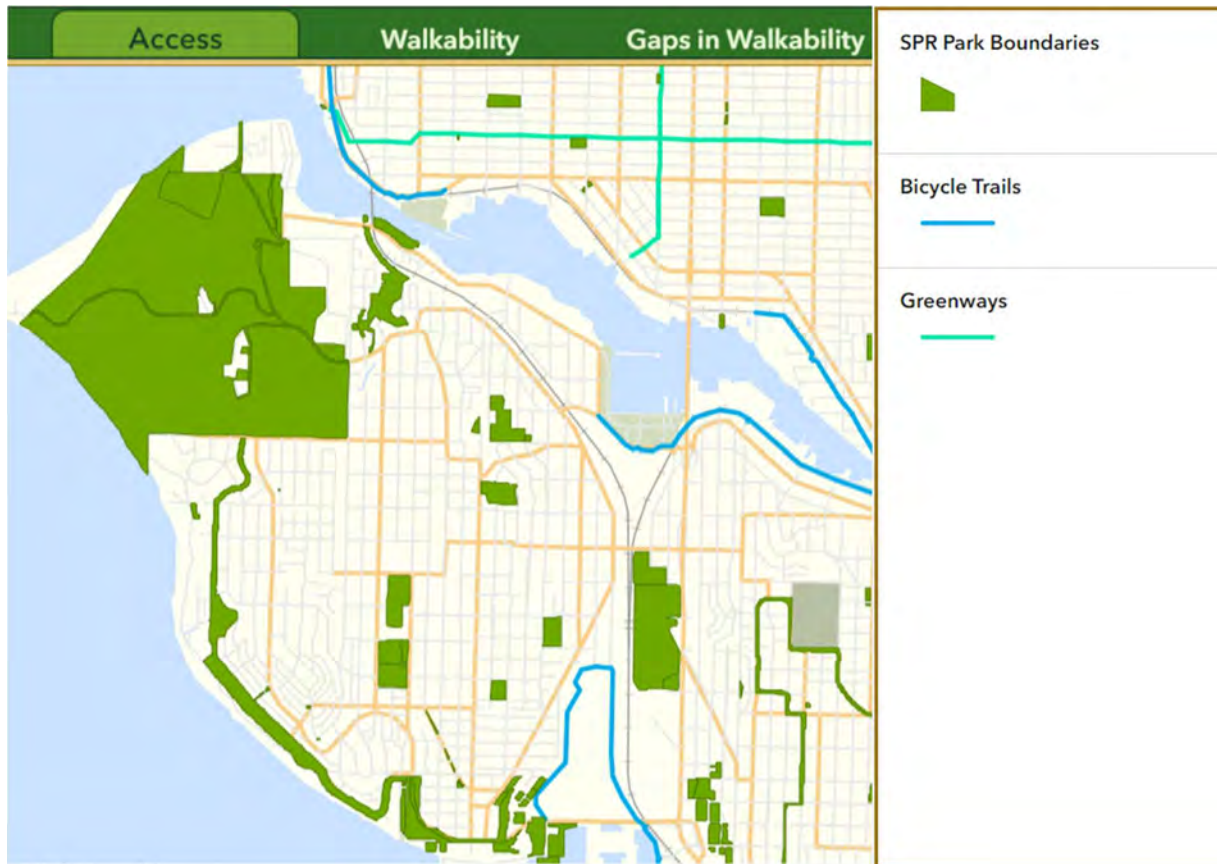 Access
Walkability
Gaps in Walkability
SPR Park Boundaries
Bicycle Trails
Greenways